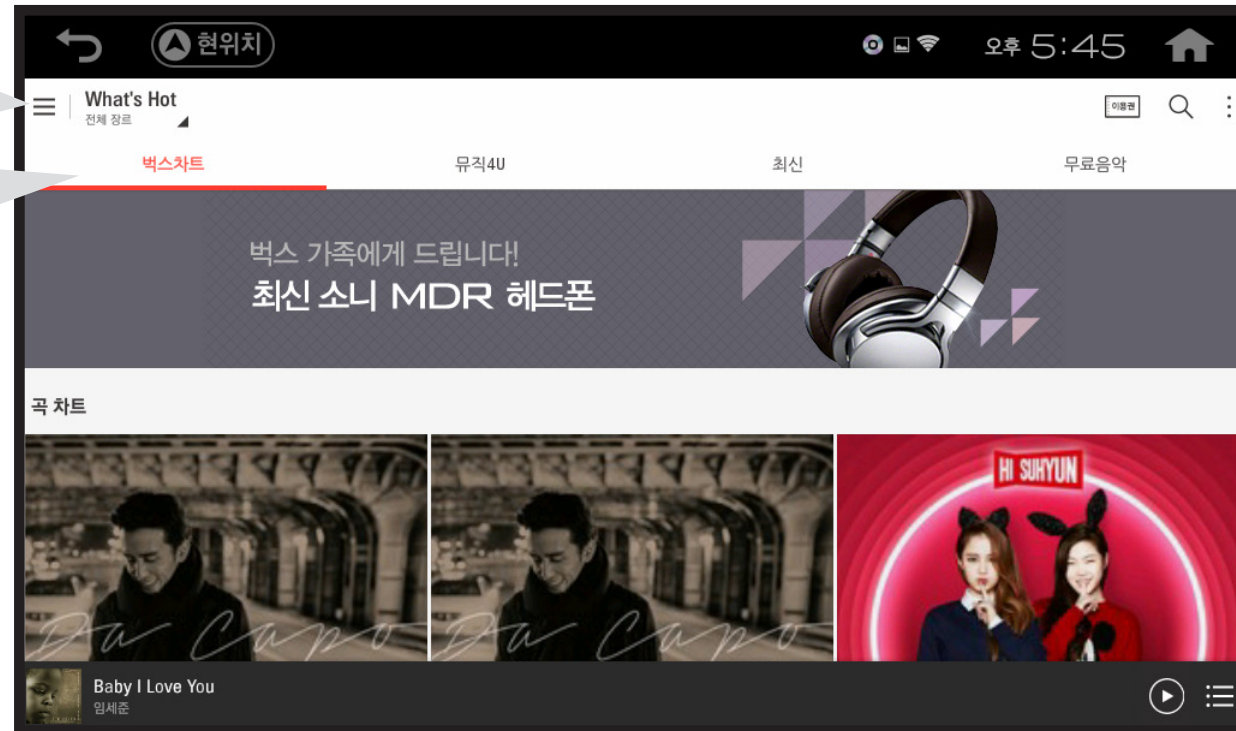 현위치
오후 5:45
What's Hot
전체 장르
이용권
벅스차트
뮤직4U
최신
무료음악
벅스 가족에게 드립니다!
최신 소니 MDR 헤드폰
곡 차트
Da Capo
Da Capo
HI SUHYUN
Baby I Love You
임세준